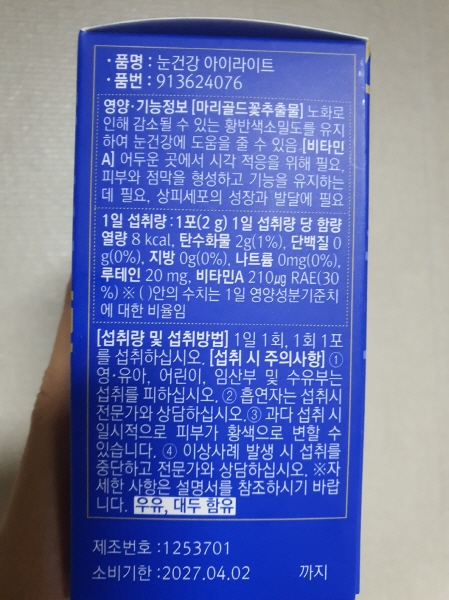 · 품명 : 눈건강 아이라이트
· 품번 : 913624076
영양·기능정보 [마리골드꽃추출물] 노화로
인해 감소될 수 있는 황반색소밀도를 유지
하여 눈건강에 도움을 줄 수 있음 [비타민
A] 어두운 곳에서 시각 적응을 위해 필요,
피부와 점막을 형성하고 기능을 유지하는
데 필요, 상피세포의 성장과 발달에 필요
1일 섭취량 : 1포(2 g) 1일 섭취량 당 함량
열량 8 kcal, 탄수화물 2g(1%), 단백질 0
g(0%), 지방 0g(0%), 나트륨 0mg(0%),
루테인 20 mg, 비타민A 210㎍ RAE(30
%) ※ ( )안의 수치는 1일 영양성분기준치
에 대한 비율임
[섭취량 및 섭취방법] 1일 1회, 1회 1포
를 섭취하십시오. [섭취 시 주의사항] ①
영·유아, 어린이, 임산부 및 수유부는
섭취를 피하십시오. ② 흡연자는 섭취시
전문가와 상담하십시오.③ 과다 섭취 시
일시적으로 피부가 황색으로 변할 수
있습니다. ④ 이상사례 발생 시 섭취를
중단하고 전문가와 상담하십시오. ※자
세한 사항은 설명서를 참조하시기 바랍
니다. 우유, 대두 함유
제조번호 :1253701
소비기한 :2027.04.02 까지